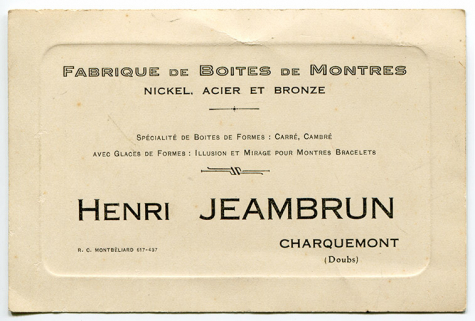 FABRIQUE DE BOITES DE MONTRES
NICKEL, ACIER ET BRONZE
SPÉCIALITÉ DE BOITES DE FORMES : CARRÉ, CAMBRÉ
AVEC GLACES DE FORMES : ILLUSION ET MIRAGE POUR MONTRES BRACELETS
HENRI JEAMBRUN
CHARQUEMONT
(Doubs)
R. C. MONTBÉLIARD 617-437